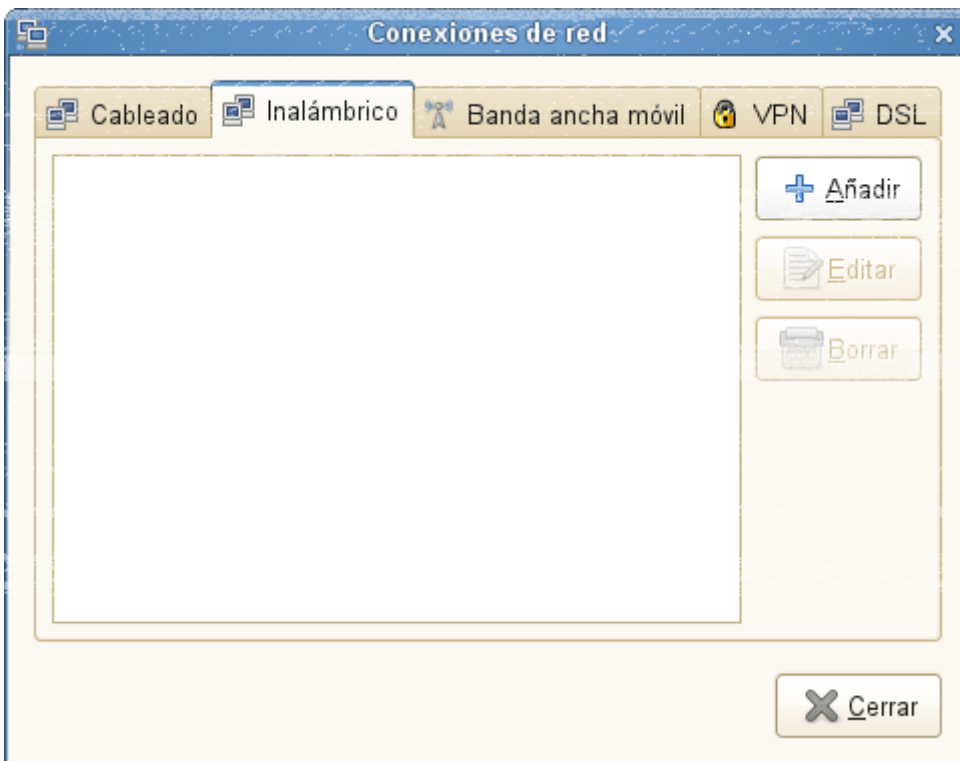 Conexiones de red
Cableado Inalámbrico Banda ancha móvil VPN DSL
Añadir
Editar
Borrar
Cerrar